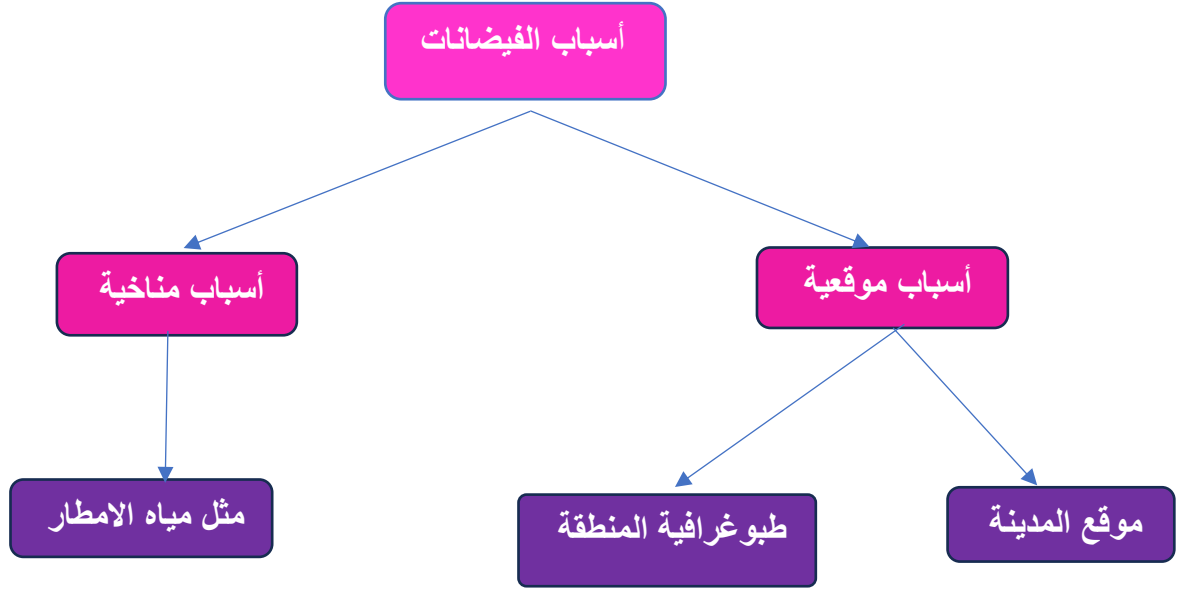 أسباب الفيضانات
أسباب موقعية
أسباب مناخية
موقع المدينة
طبوغرافية المنطقة
مثل مياه الامطار